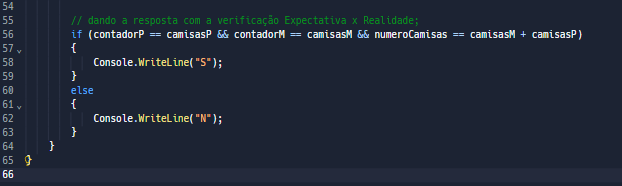 54
55 // dando a resposta com a verificação Expectativa x Realidade;
56 if (contadorP == camisasP && contadorM == camisasM && numeroCamisas == camisasM + camisasP)
57 {
58 Console.WriteLine("S");
59 }
60 else
61 {
62 Console.WriteLine("N");
63 }
64 }
65 }
66